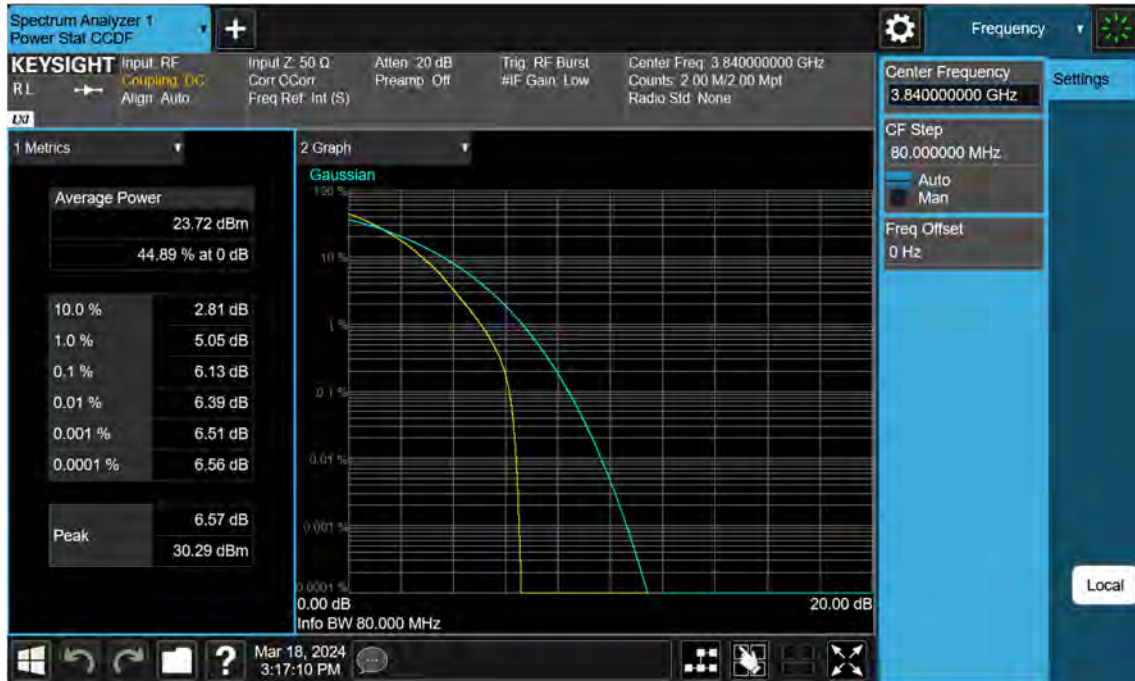 Spectrum Analyzer 1
Power Stat CCDF
+
Frequency
KEYSIGHT
RL
LXI
Input: RF
Coupling: DC
Align: Auto
Input Z: 50 Ω
Corr CCorr
Freq Ref: Int (S)
Atten: 20 dB
Preamp: Off
Trig: RF Burst
#IF Gain: Low
Center Freq: 3.840000000 GHz
Counts: 2.00 M/2.00 Mpt
Radio Std: None
Center Frequency
3.840000000 GHz
Settings
CF Step
80.000000 MHz
Auto
Man
Freq Offset
0 Hz
1 Metrics
Average Power
23.72 dBm
44.89 % at 0 dB
10.0 % 2.81 dB
1.0 % 5.05 dB
0.1 % 6.13 dB
0.01 % 6.39 dB
0.001 % 6.51 dB
0.0001 % 6.56 dB
Peak
6.57 dB
30.29 dBm
2 Graph
Gaussian
100 %
10 %
1 %
0.1 %
0.01 %
0.001 %
0.0001 %
0.00 dB 20.00 dB
Info BW 80.000 MHz
Local
?
Mar 18, 2024
3:17:10 PM